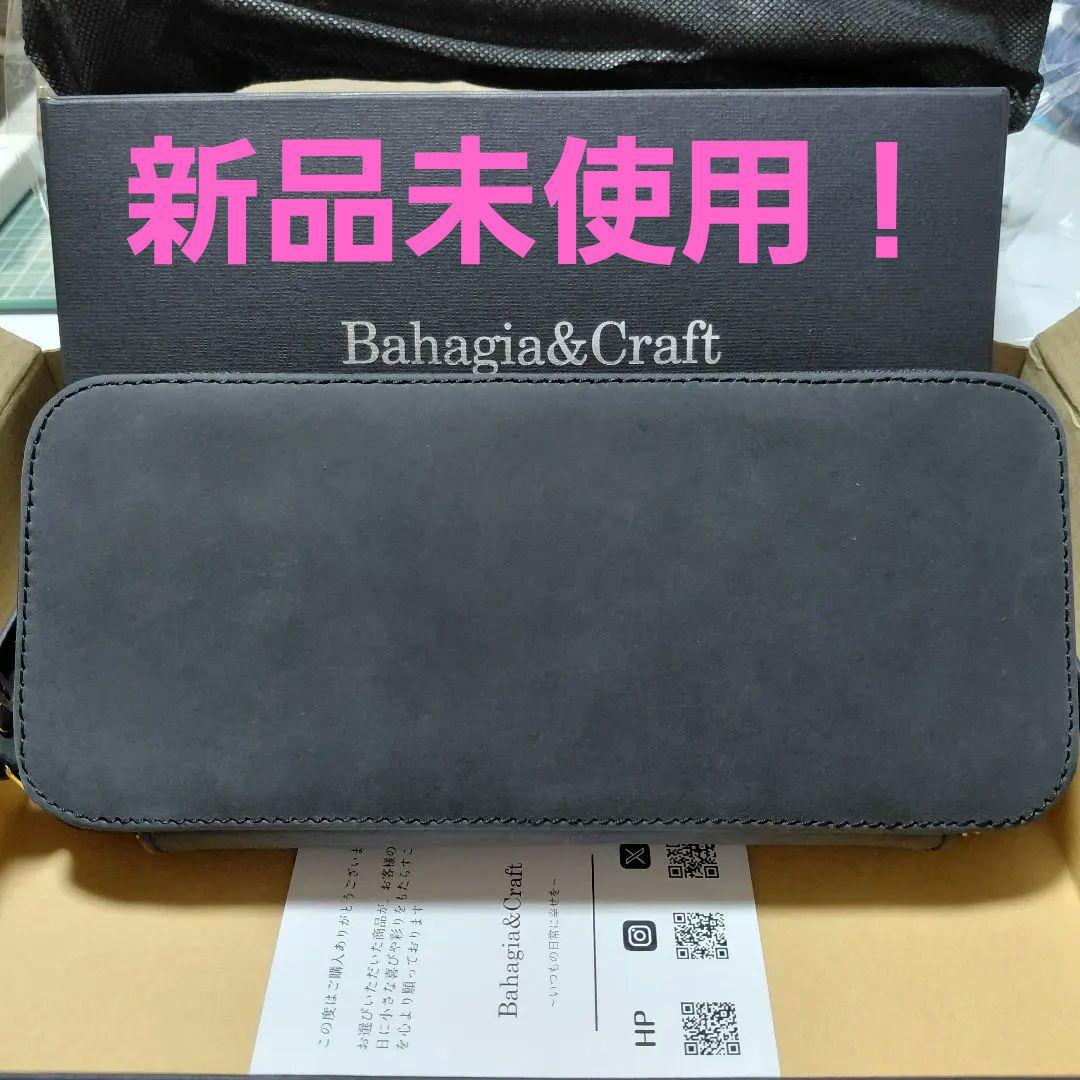 新品未使用！
Bahagia&Craft
この度はご購入ありがとうございま
お選びいただいた商品が、お客様の
日に小さな喜びや彩りをもたらすこ
を心より願っております
Bahagia&Craft
~いつもの日常に幸せを~
X
HP